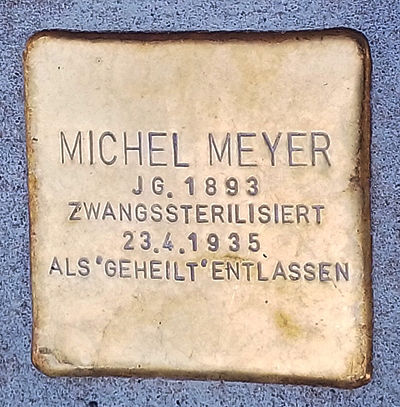 MICHEL MEYER
JG. 1893
ZWANGSSTERILISIERT
23.4.1935
ALS "GEHEILT" ENTLASSEN